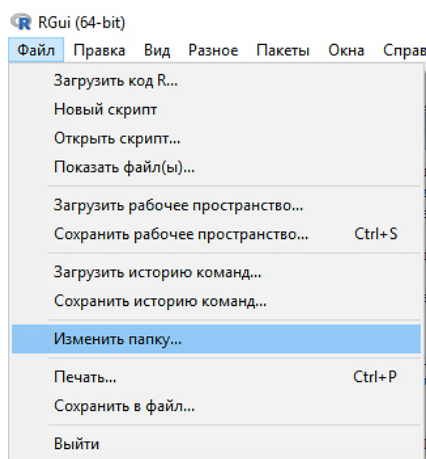 RGui (64-bit)
Файл Правка Вид Разное Пакеты Окна Справ
Загрузить код R...
Новый скрипт
Открыть скрипт...
Показать файл(ы)...
Загрузить рабочее пространство...
Сохранить рабочее пространство... Ctrl+S
Загрузить историю команд...
Сохранить историю команд...
Изменить папку...
Печать... Ctrl+P
Сохранить в файл...
Выйти